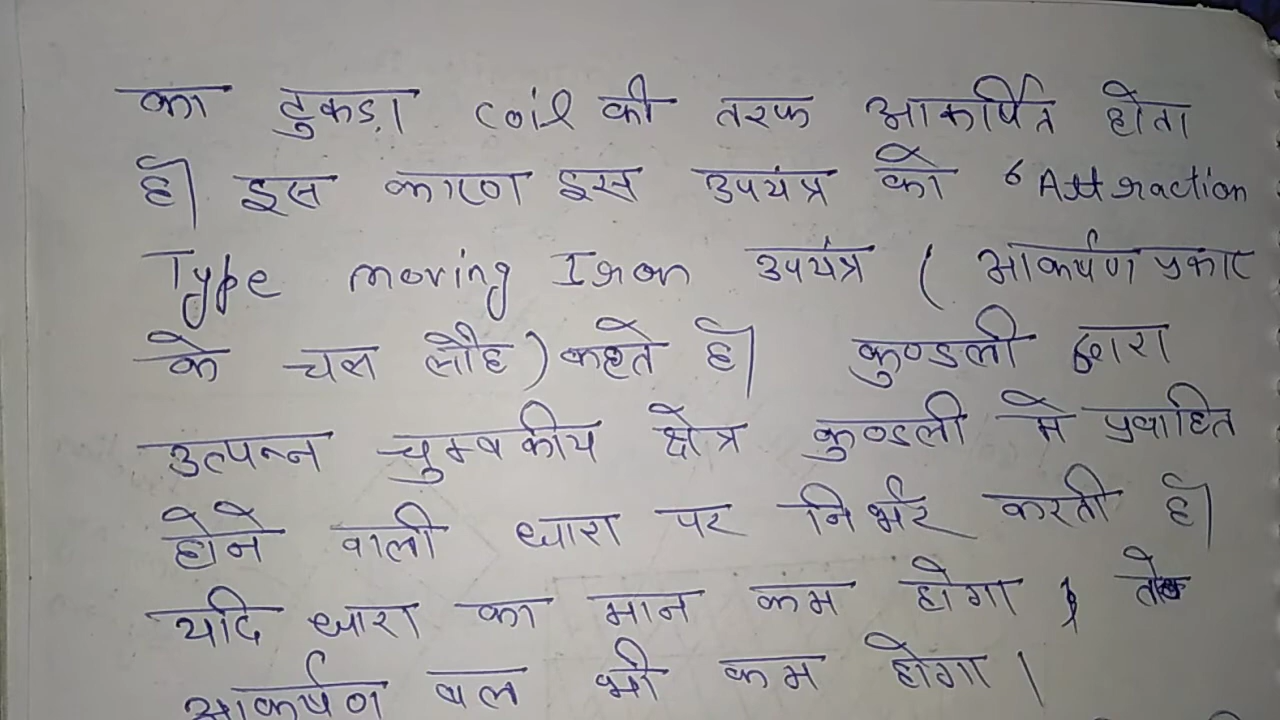 का टुकड़ा coil की तरफ आकर्षित होता
है। इस कारण इस उपयंत्र को ‘Attraction
Type moving Iron उपयंत्र ( आकर्षण प्रकार
के चल लौह) कहते है। कुण्डली द्वारा
उत्पन्न चुम्बकीय क्षेत्र कुण्डली मे प्रवाहित
होने वाली धारा पर निर्भर करती है।
यदि धारा का मान कम होगा , तो
आकर्षण बल भी कम होगा ।